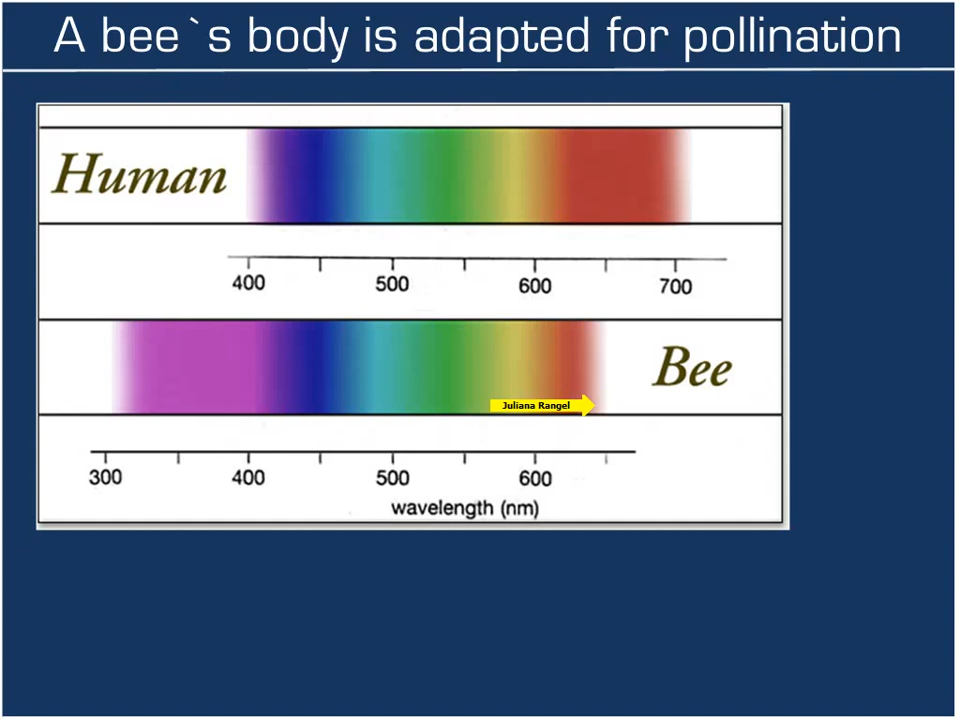 A bee`s body is adapted for pollination
Human
400 500 600 700
Bee
Juliana Rangel
300 400 500 600
wavelength (nm)